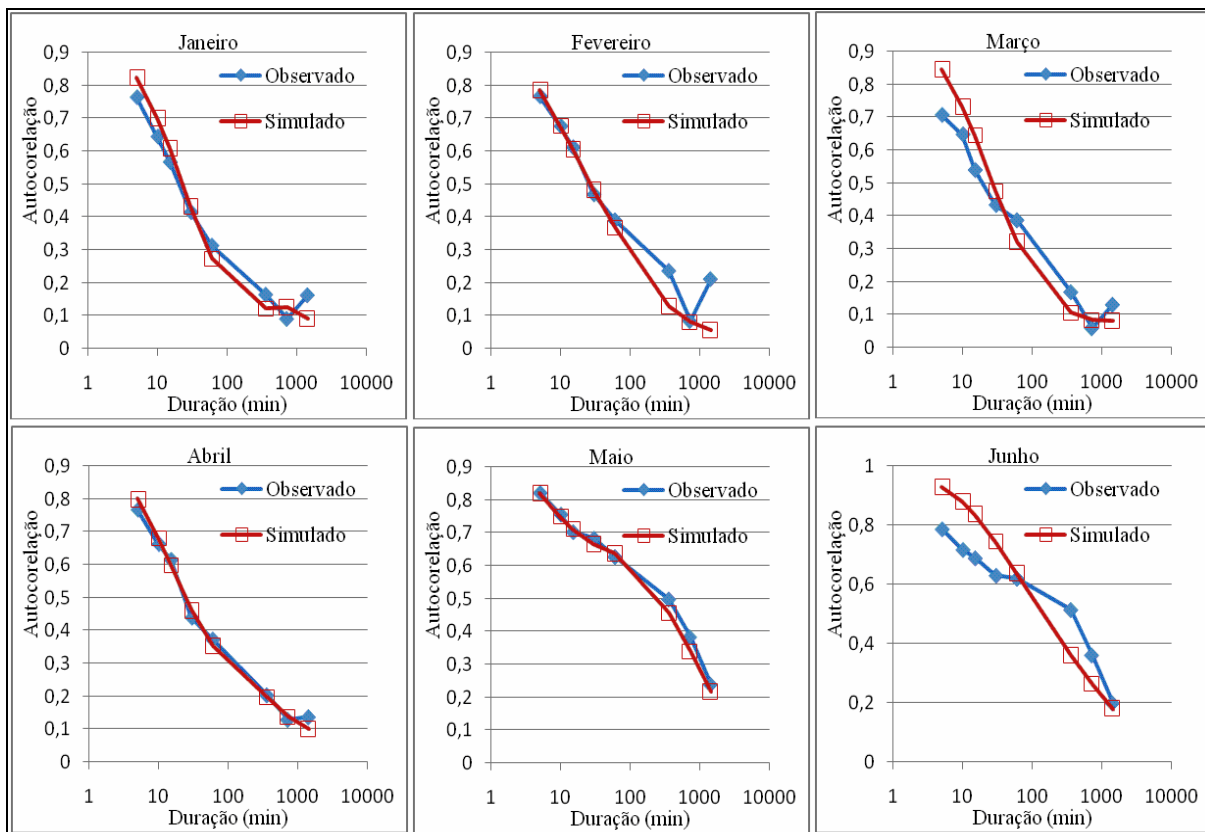 Janeiro
0,9
0,8
0,7
0,6
0,5
0,4
0,3
0,2
0,1
0
Autocorelação
Observado
Simulado
1 10 100 1000 10000
Duração (min)
Fevereiro
0,9
0,8
0,7
0,6
0,5
0,4
0,3
0,2
0,1
0
Autocorelação
Observado
Simulado
1 10 100 1000 10000
Duração (min)
Março
0,9
0,8
0,7
0,6
0,5
0,4
0,3
0,2
0,1
0
Autocorelação
Observado
Simulado
1 10 100 1000 10000
Duração (min)
Abril
0,9
0,8
0,7
0,6
0,5
0,4
0,3
0,2
0,1
0
Autocorelação
Observado
Simulado
1 10 100 1000 10000
Duração (min)
Maio
0,9
0,8
0,7
0,6
0,5
0,4
0,3
0,2
0,1
0
Autocorelação
Observado
Simulado
1 10 100 1000 10000
Duração (min)
Junho
1
0,8
0,6
0,4
0,2
0
Autocorelação
Observado
Simulado
1 10 100 1000 10000
Duração (min)